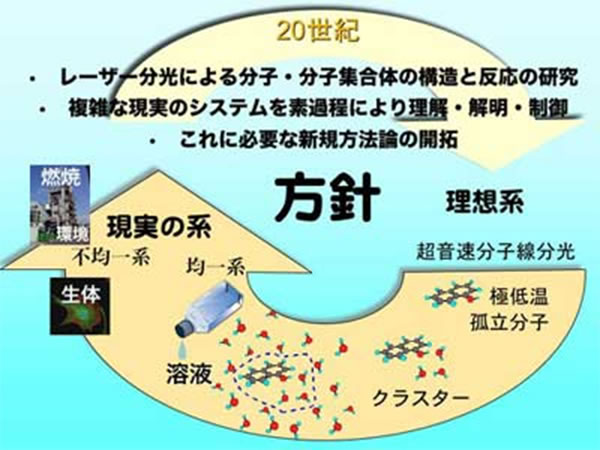 20世紀
・ レーザー分光による分子・分子集合体の構造と反応の研究
・ 複雑な現実のシステムを素過程により理解・解明・制御
・ これに必要な新規方法論の開拓
方針
理想系
燃焼
環境
現実の系
不均一系
均一系
超音速分子線分光
生体
極低温
孤立分子
溶液
クラスター